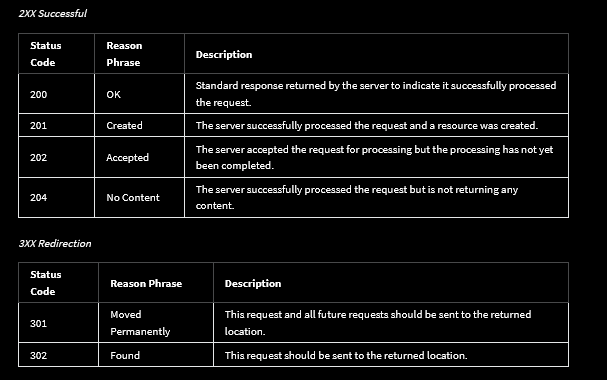 2XX Successful
Status Code
Reason Phrase
Description
200
OK
Standard response returned by the server to indicate it successfully processed
the request.
201
Created
The server successfully processed the request and a resource was created.
202
Accepted
The server accepted the request for processing but the processing has not yet
been completed.
204
No Content
The server successfully processed the request but is not returning any
content.
3XX Redirection
Status Code
Reason Phrase
Description
301
Moved
Permanently
This request and all future requests should be sent to the returned
location.
302
Found
This request should be sent to the returned location.